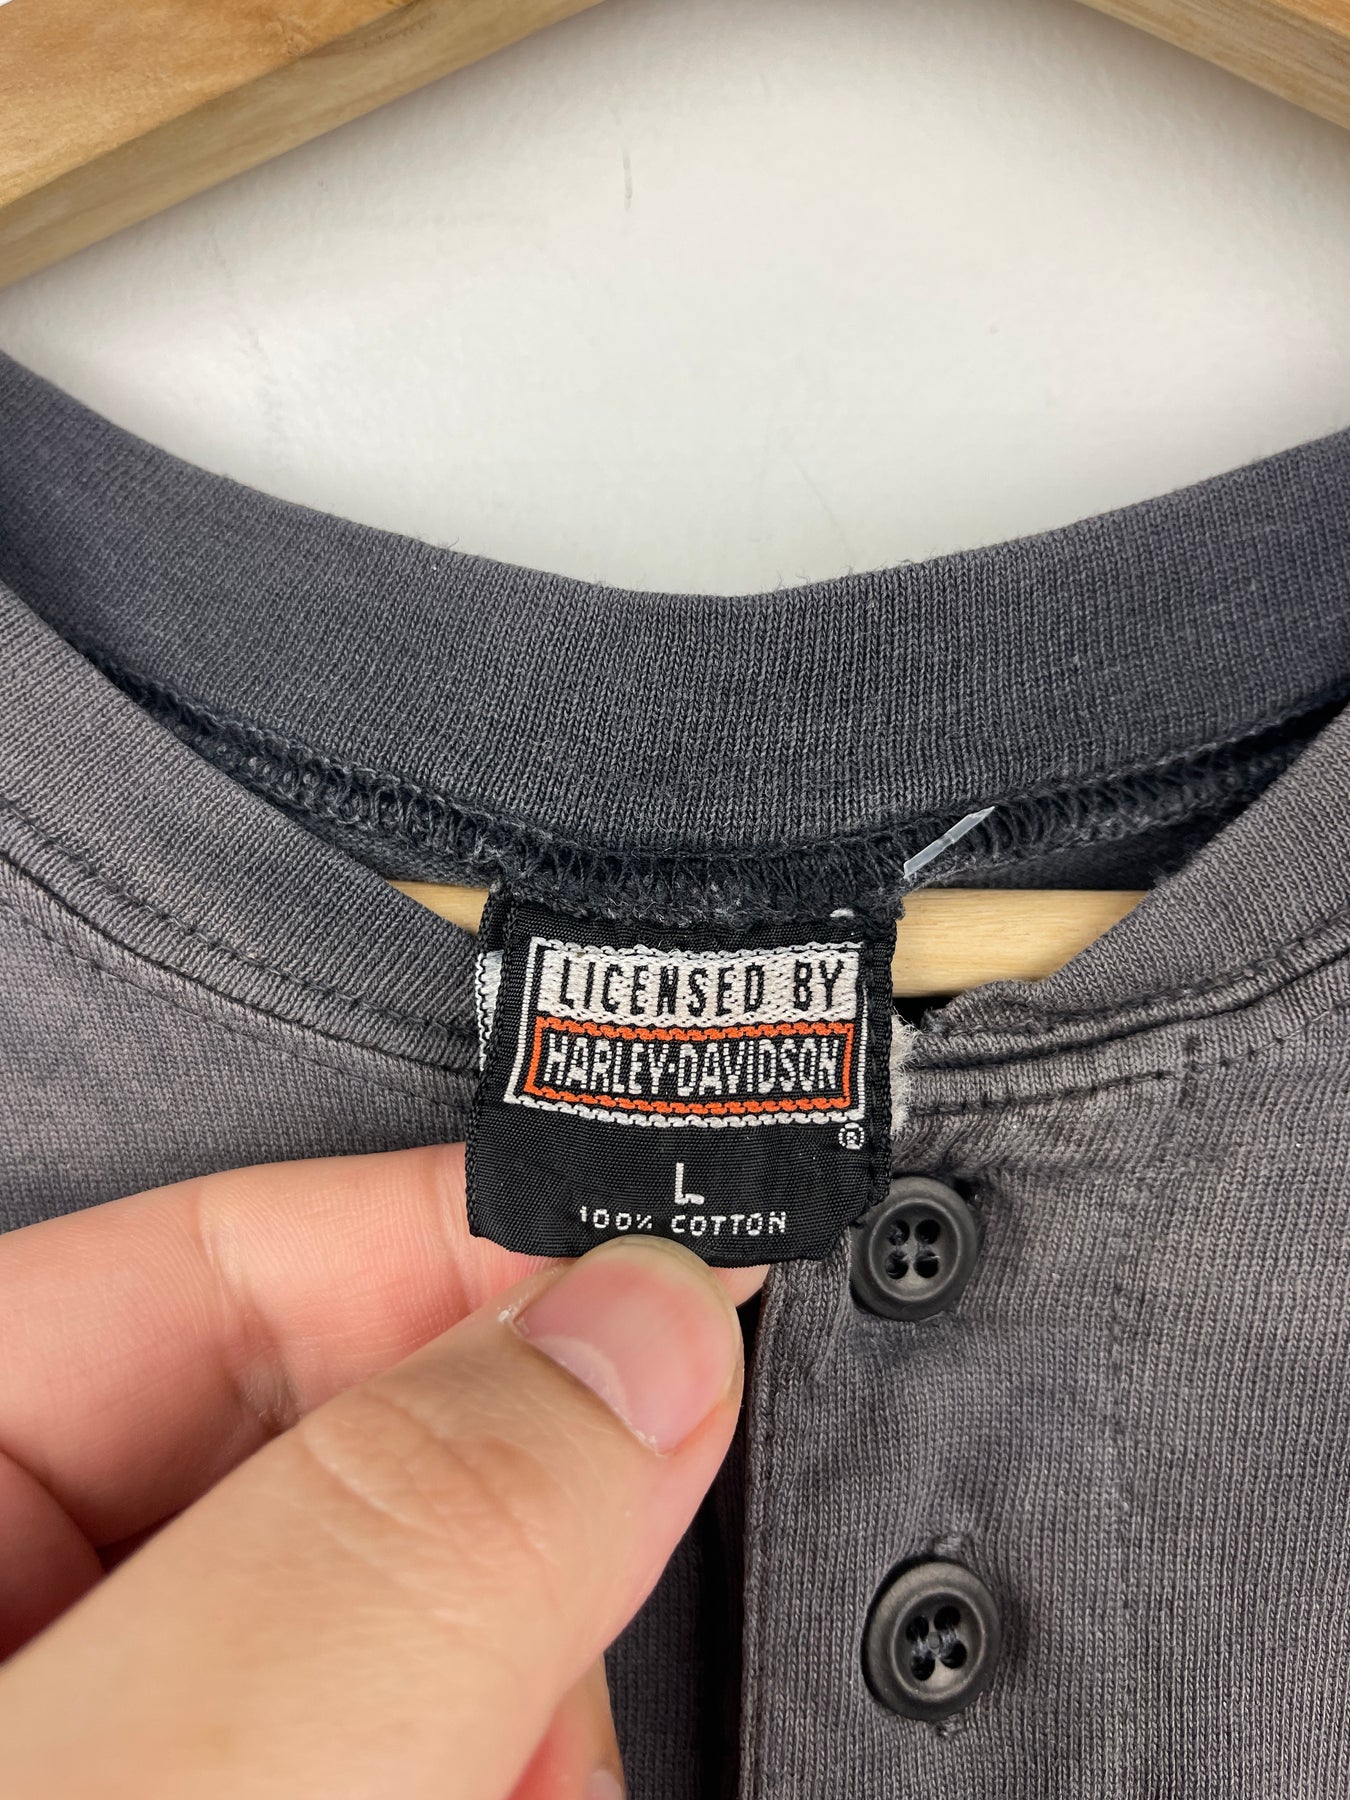 LICENSED BY
HARLEY-DAVIDSON
®
L
100% COTTON